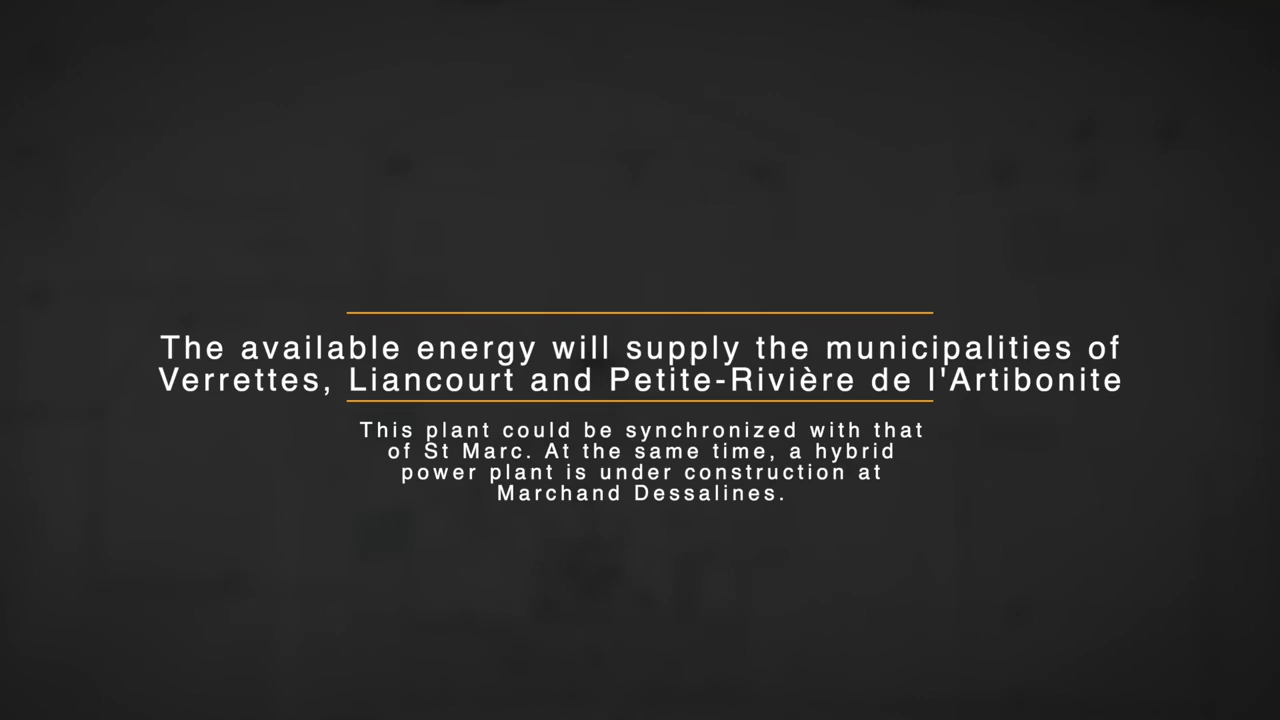 The available energy will supply the municipalities of
Verrettes, Liancourt and Petite-Rivière de l'Artibonite
This plant could be synchronized with that
of St Marc. At the same time, a hybrid
power plant is under construction at
Marchand Dessalines.